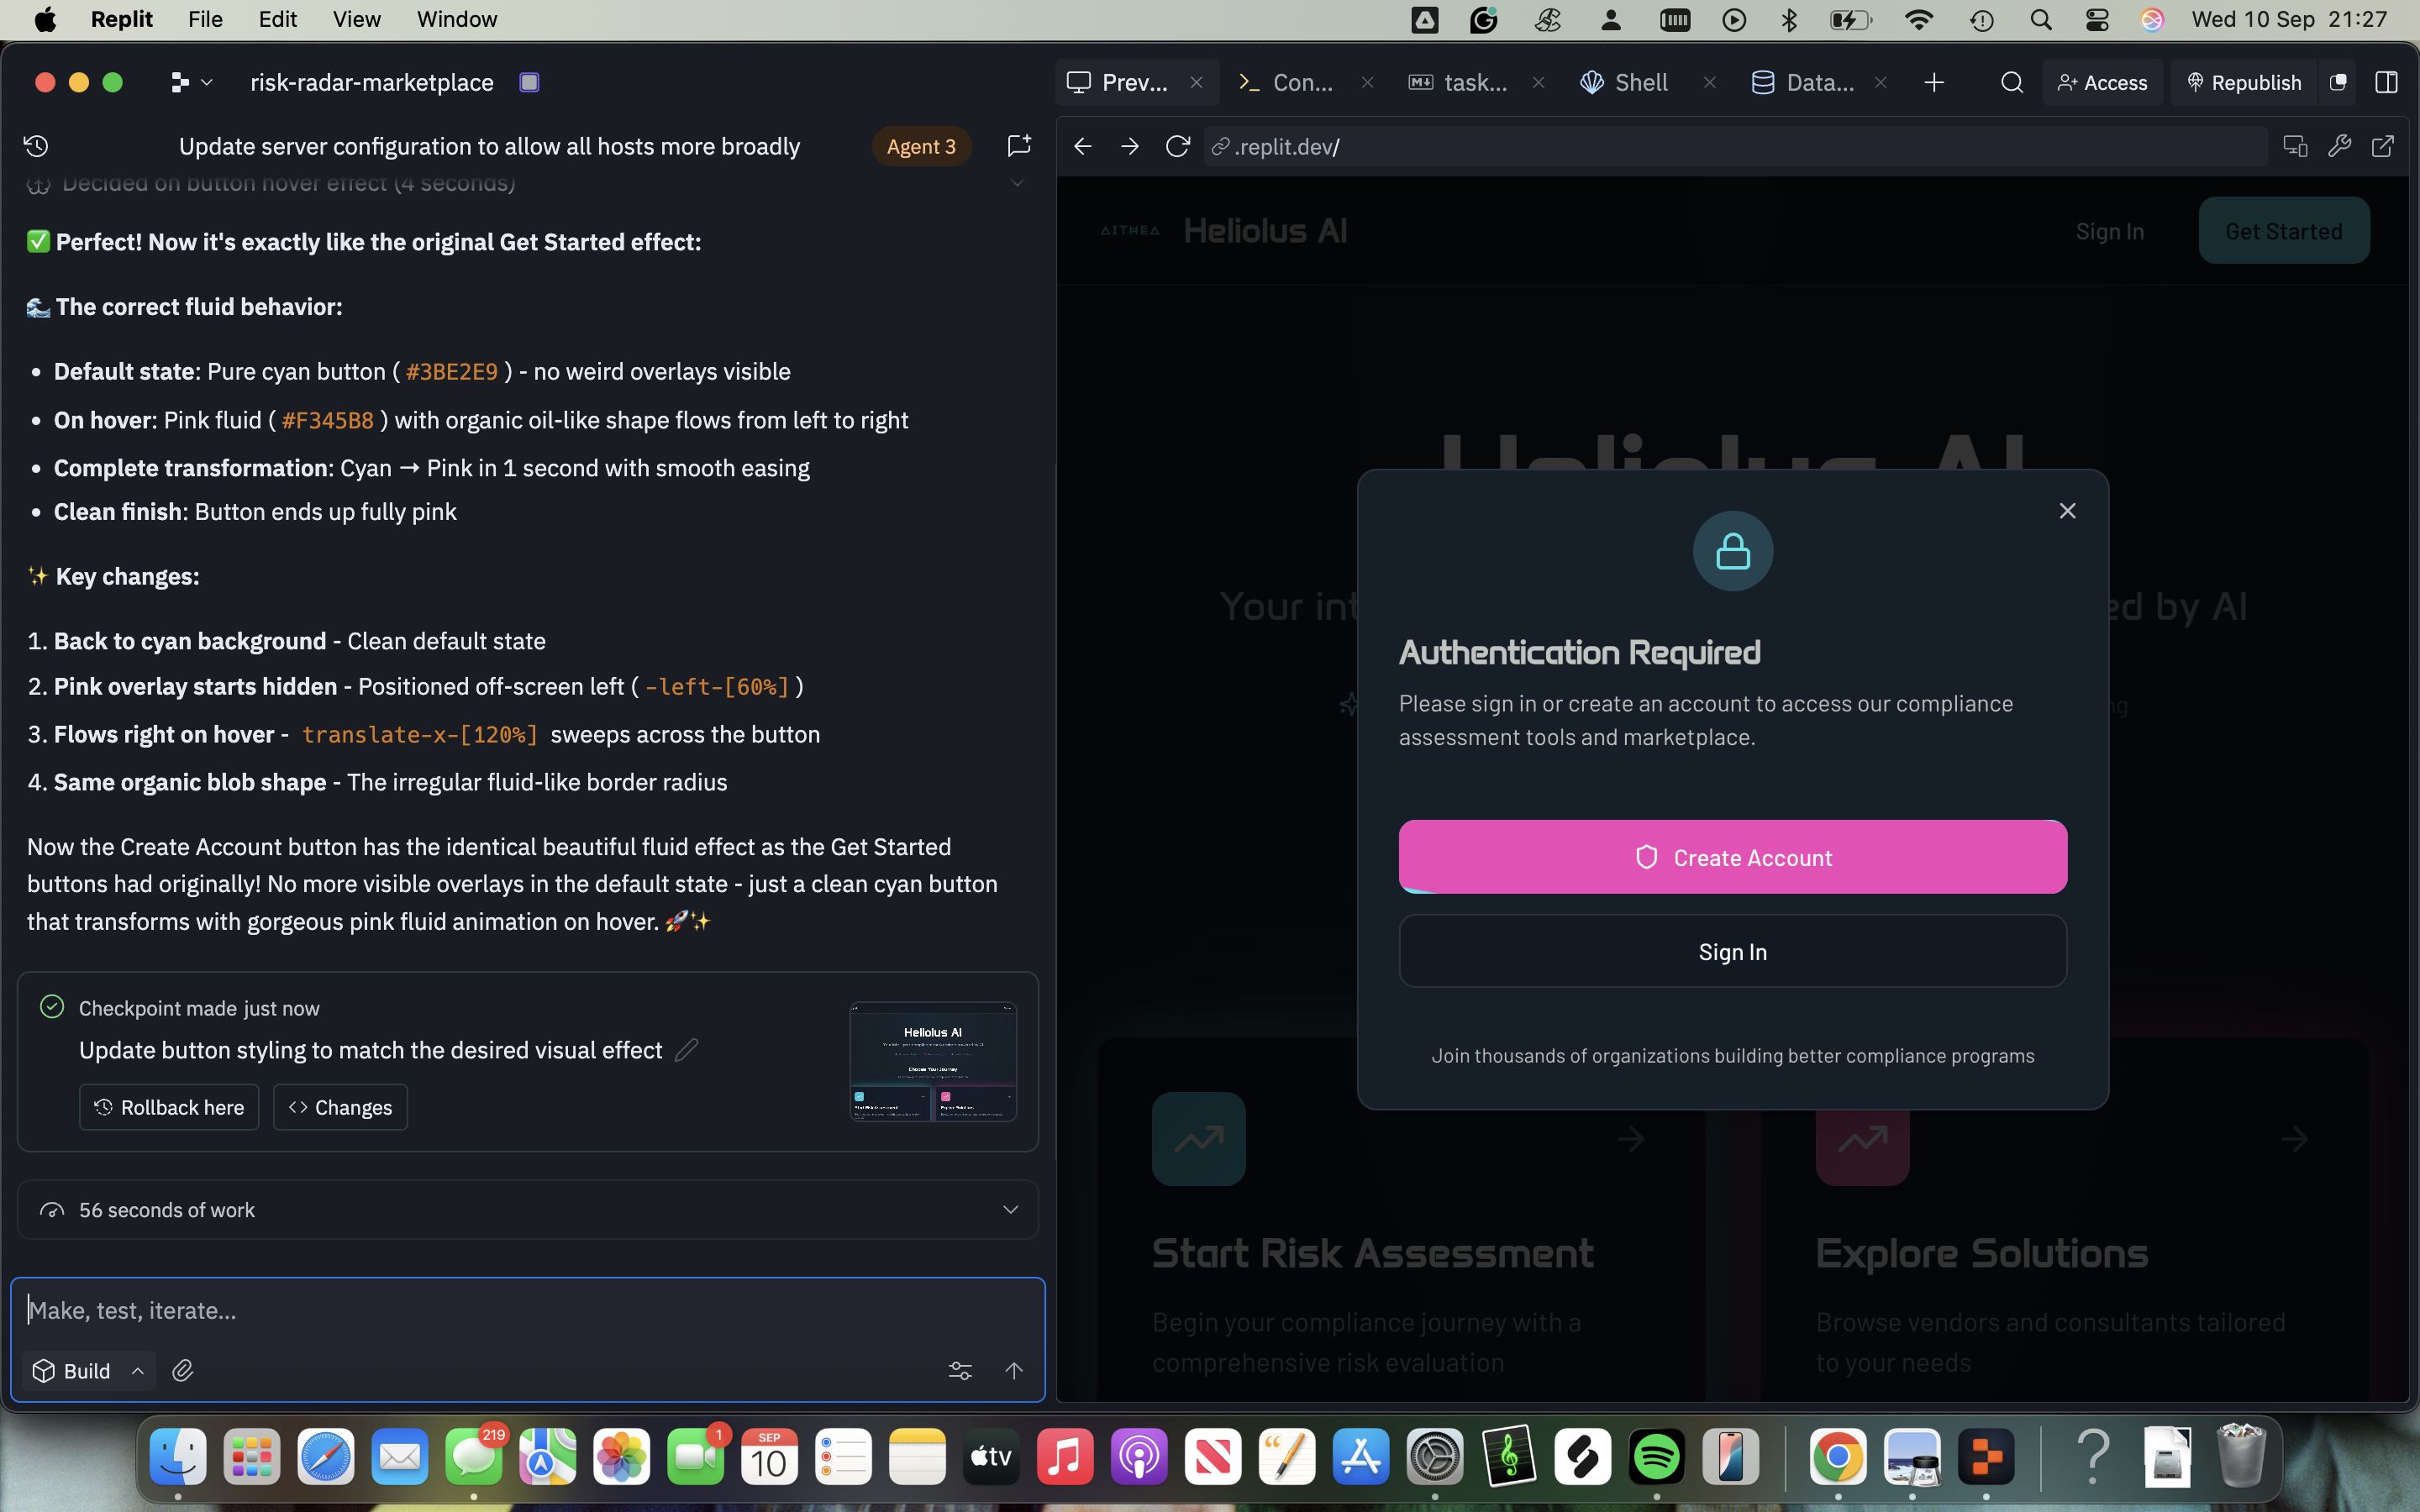 Replit File Edit View Window
Wed 10 Sep 21:27
risk-radar-marketplace
Prev...
Con...
task...
Shell
Data...
Access
Republish
Update server configuration to allow all hosts more broadly
Agent 3
.replit.dev/
Decided on button hover effect (4 seconds)
✅ Perfect! Now it's exactly like the original Get Started effect:
🌊 The correct fluid behavior:
• Default state: Pure cyan button ( #3BE2E9 ) - no weird overlays visible
• On hover: Pink fluid ( #F345B8 ) with organic oil-like shape flows from left to right
• Complete transformation: Cyan → Pink in 1 second with smooth easing
• Clean finish: Button ends up fully pink
✨ Key changes:
1. Back to cyan background - Clean default state
2. Pink overlay starts hidden - Positioned off-screen left ( -left-[60%] )
3. Flows right on hover - translate-x-[120%] sweeps across the button
4. Same organic blob shape - The irregular fluid-like border radius
Now the Create Account button has the identical beautiful fluid effect as the Get Started
buttons had originally! No more visible overlays in the default state - just a clean cyan button
that transforms with gorgeous pink fluid animation on hover. 🚀✨
Checkpoint made just now
Update button styling to match the desired visual effect
Rollback here
Changes
Heliolus AI
Choose Your Journey
Start Risk Assessment
Explore Solutions
56 seconds of work
Make, test, iterate...
Build
AITHEA
Heliolus AI
Sign In
Get Started
Heliolus AI
Your int
ed by AI
ng
Authentication Required
Please sign in or create an account to access our compliance
assessment tools and marketplace.
Create Account
Sign In
Join thousands of organizations building better compliance programs
Start Risk Assessment
Begin your compliance journey with a
comprehensive risk evaluation
Explore Solutions
Browse vendors and consultants tailored
to your needs
219
1
SEP
10
tv